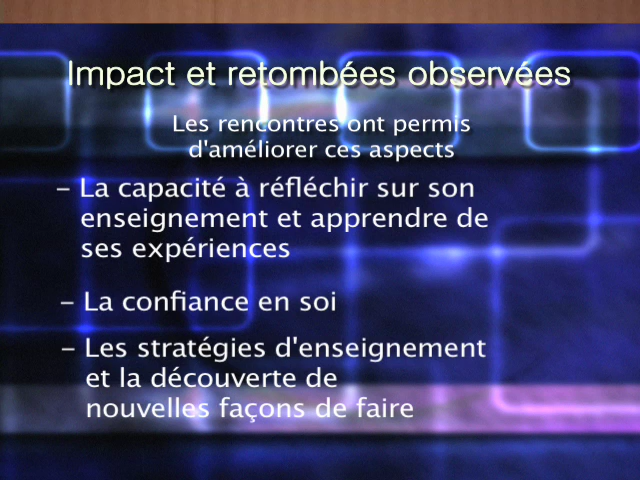 Impact et retombées observées
Les rencontres ont permis
d'améliorer ces aspects
– La capacité à réfléchir sur son
enseignement et apprendre de
ses expériences
– La confiance en soi
– Les stratégies d'enseignement
et la découverte de
nouvelles façons de faire